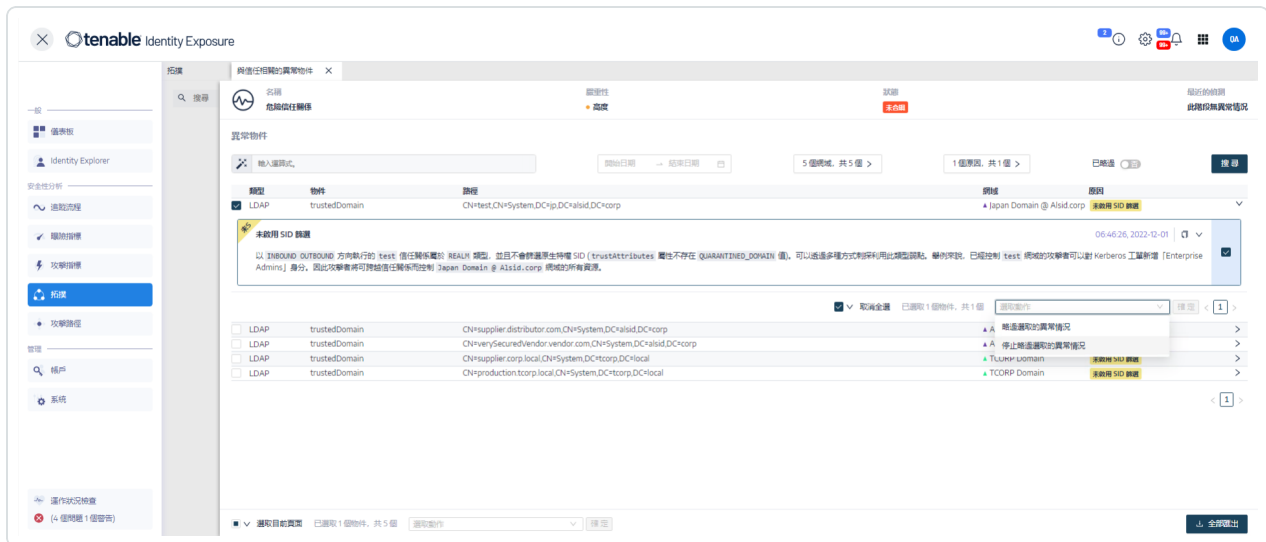 tenable Identity Exposure
2
99+
99+
QA
拓撲
與信任相關的異常物件
搜尋
名稱
嚴重性
狀態
最近的偵測
危險信任關係
高度
未合規
此階段無異常情況
一般
儀表板
Identity Explorer
安全性分析
追蹤流程
曝險指標
攻擊指標
拓撲
攻擊路徑
管理
帳戶
系統
運作狀況檢查
(4 個問題 1 個警告)
異常物件
輸入運算式。
開始日期 → 結束日期
5 個網域,共 5 個 >
1 個原因,共 1 個 >
已略過 否
搜尋
類型 物件 路徑 網域 原因
LDAP trustedDomain CN=test,CN=System,DC=jp,DC=alsid,DC=corp Japan Domain @ Alsid.corp 未啟用 SID 篩選
未啟用 SID 篩選
06:46:26, 2022-12-01
以 INBOUND OUTBOUND 方向執行的 test 信任關係屬於 REALM 類型,並且不會篩選原生特權 SID ( trustAttributes 屬性不存在 QUARANTINED_DOMAIN 值)。可以透過多種方式刺探利用此類型弱點。舉例來說,已經控制 test 網域的攻擊者可以對 Kerberos 工單新增「Enterprise
Admins」身分。因此攻擊者將可跨越信任關係而控制 Japan Domain @ Alsid.corp 網域的所有資源。
取消全選 已選取 1 個物件,共 1 個 選取動作 確定 < 1 >
略過選取的異常情況
停止略過選取的異常情況
LDAP trustedDomain CN=supplier.distributor.com,CN=System,DC=alsid,DC=corp A
LDAP trustedDomain CN=verySecuredVendor.vendor.com,CN=System,DC=alsid,DC=corp A
LDAP trustedDomain CN=supplier.corp.local,CN=System,DC=tcorp,DC=local TCORP Domain 未啟用 SID 篩選
LDAP trustedDomain CN=production.tcorp.local,CN=System,DC=tcorp,DC=local TCORP Domain 未啟用 SID 篩選
< 1 >
選取目前頁面 已選取 1 個物件,共 5 個 選取動作 確定
全部匯出